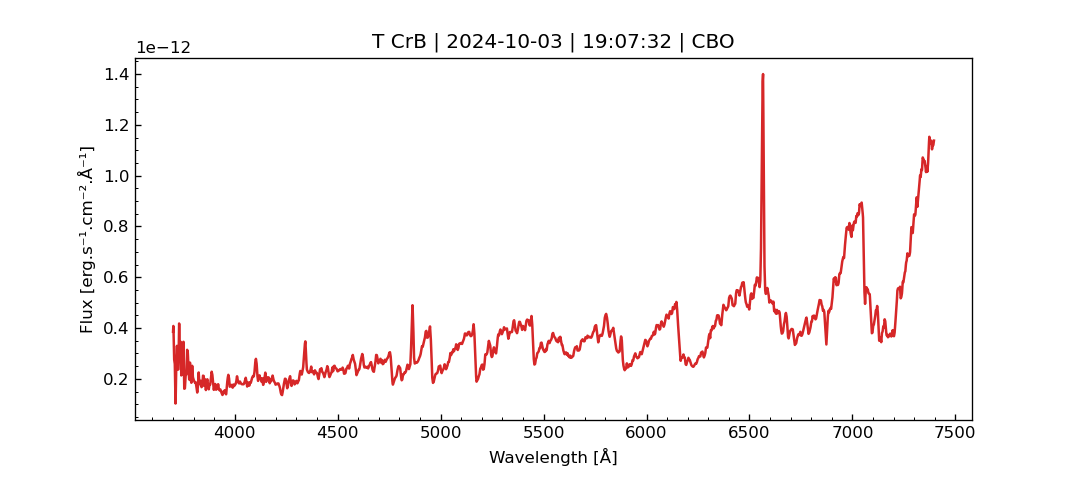 T CrB | 2024-10-03 | 19:07:32 | CBO
1e−12
1.4
1.2
1.0
0.8
0.6
0.4
0.2
Flux [erg.s⁻¹.cm⁻².Å⁻¹]
4000 4500 5000 5500 6000 6500 7000 7500
Wavelength [Å]